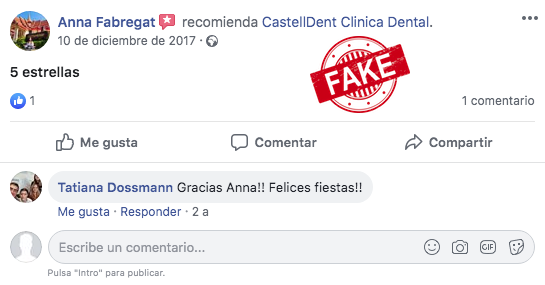 Anna Fabregat recomienda CastellDent Clinica Dental.
10 de diciembre de 2017 ·
5 estrellas
FAKE
1
1 comentario
Me gusta
Comentar
Compartir
Tatiana Dossmann Gracias Anna!! Felices fiestas!!
Me gusta · Responder · 2 a
Escribe un comentario...
GIF
Pulsa "Intro" para publicar.